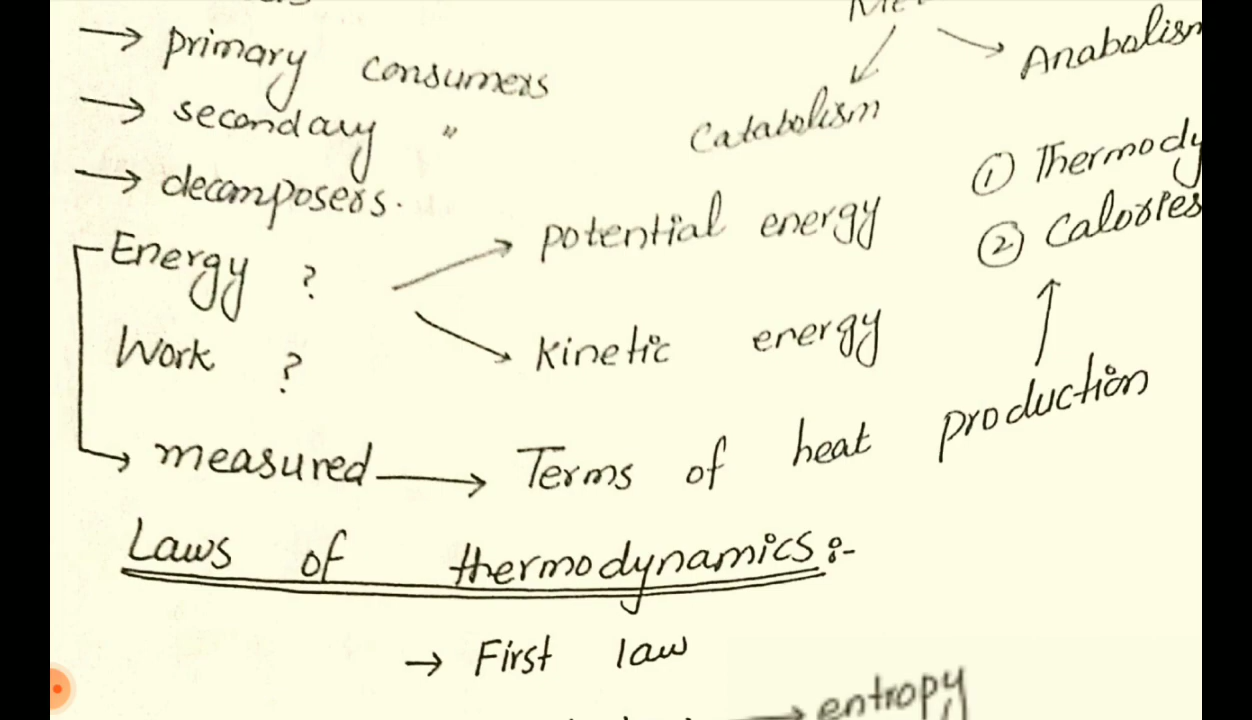 → primary consumers
→ secondary "
→ decomposers.
Catabolism
Anabolism
① Thermody
② Calories
Energy ?
→ potential energy
→ kinetic energy
Work ?
→ measured → Terms of heat production
Laws of thermodynamics :-
→ First law
→ entropy